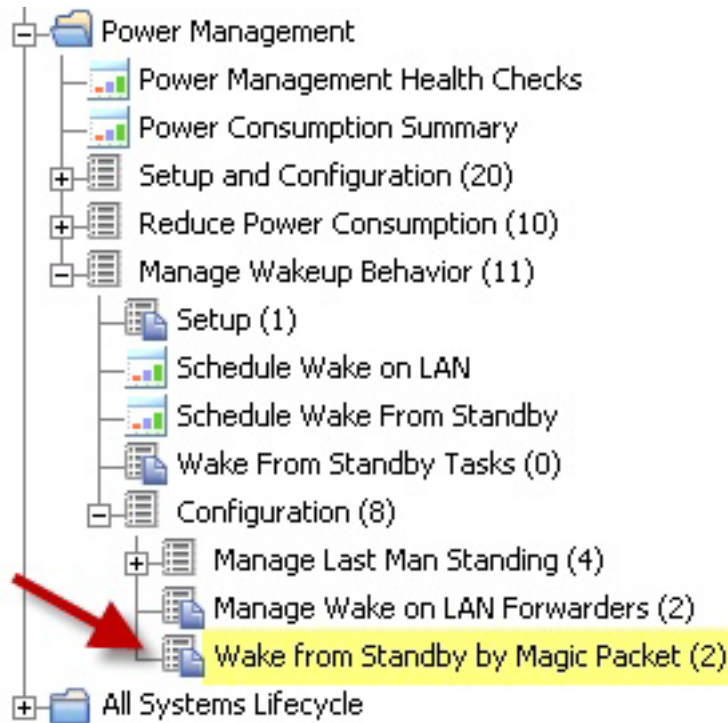 Power Management
Power Management Health Checks
Power Consumption Summary
Setup and Configuration (20)
Reduce Power Consumption (10)
Manage Wakeup Behavior (11)
Setup (1)
Schedule Wake on LAN
Schedule Wake From Standby
Wake From Standby Tasks (0)
Configuration (8)
Manage Last Man Standing (4)
Manage Wake on LAN Forwarders (2)
Wake from Standby by Magic Packet (2)
All Systems Lifecycle